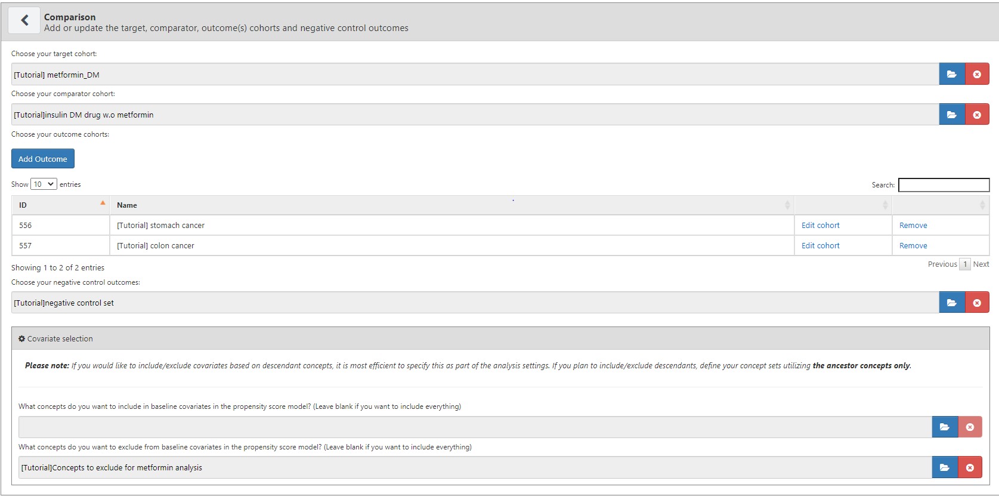 Comparison
Add or update the target, comparator, outcome(s) cohorts and negative control outcomes
Choose your target cohort:
[Tutorial] metformin_DM
Choose your comparator cohort:
[Tutorial]insulin DM drug w.o metformin
Choose your outcome cohorts:
Add Outcome
Show 10 entries Search:
ID Name
556 [Tutorial] stomach cancer Edit cohort Remove
557 [Tutorial] colon cancer Edit cohort Remove
Showing 1 to 2 of 2 entries Previous 1 Next
Choose your negative control outcomes:
[Tutorial]negative control set
Covariate selection
Please note: If you would like to include/exclude covariates based on descendant concepts, it is most efficient to specify this as part of the analysis settings. If you plan to include/exclude descendants, define your concept sets utilizing the ancestor concepts only.
What concepts do you want to include in baseline covariates in the propensity score model? (Leave blank if you want to include everything)
What concepts do you want to exclude from baseline covariates in the propensity score model? (Leave blank if you want to include everything)
[Tutorial]Concepts to exclude for metformin analysis